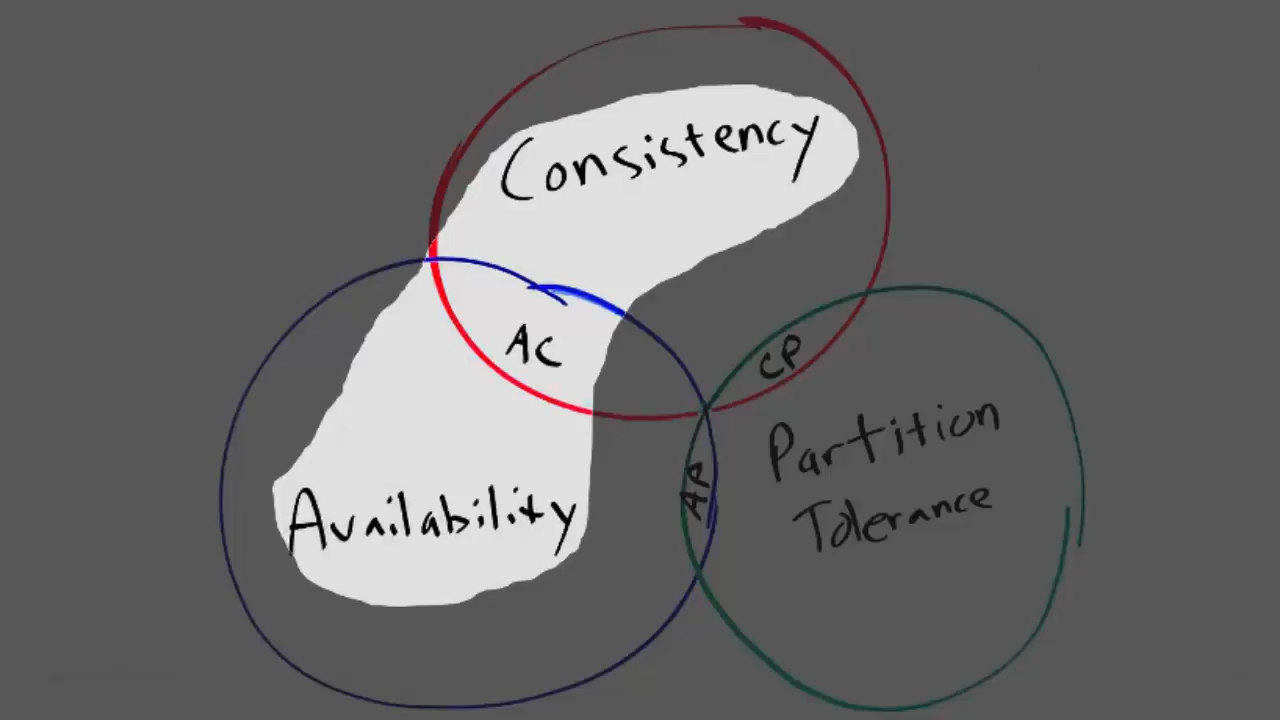 Consistency
AC
CP
Partition
Tolerance
AP
Availability